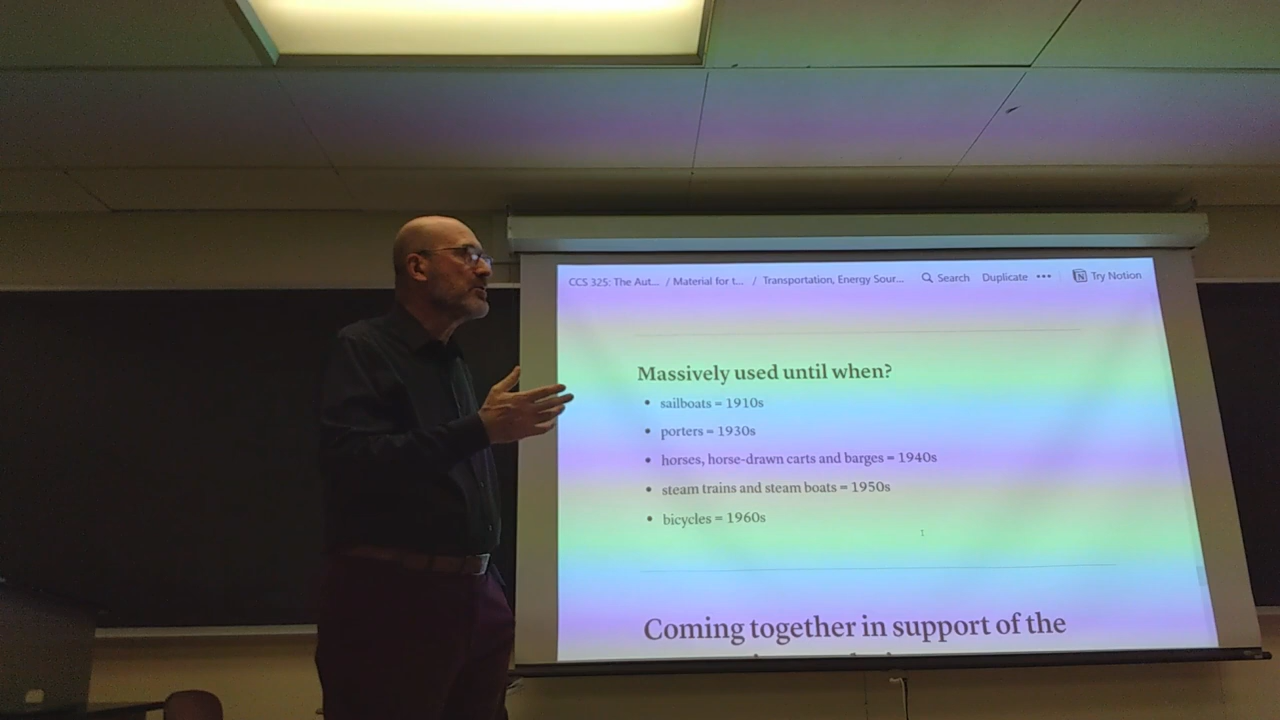 CCS 325: The Aut... / Material for t... / Transportation, Energy Sour... Search Duplicate ••• Try Notion
Massively used until when?
• sailboats = 1910s
• porters = 1930s
• horses, horse-drawn carts and barges = 1940s
• steam trains and steam boats = 1950s
• bicycles = 1960s
Coming together in support of the